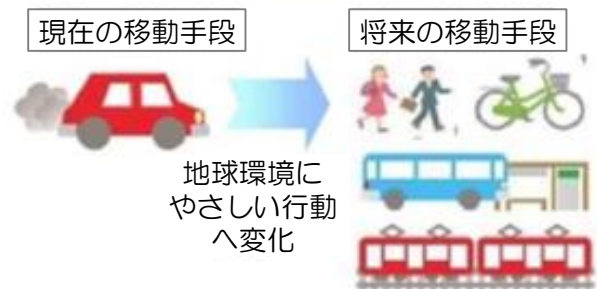 現在の移動手段
将来の移動手段
地球環境に
やさしい行動
へ変化